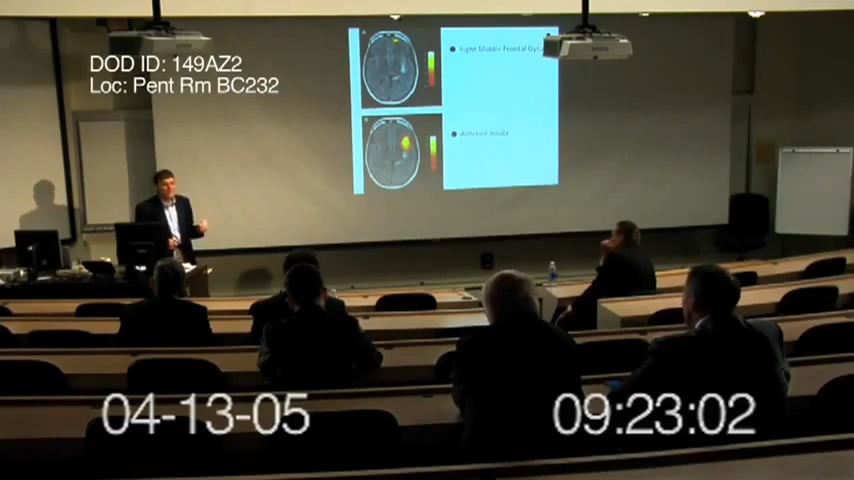 DOD ID: 149AZ2
Loc: Pent Rm BC232
Right Middle Frontal Gyrus
Anterior Insula
04-13-05
09:23:02